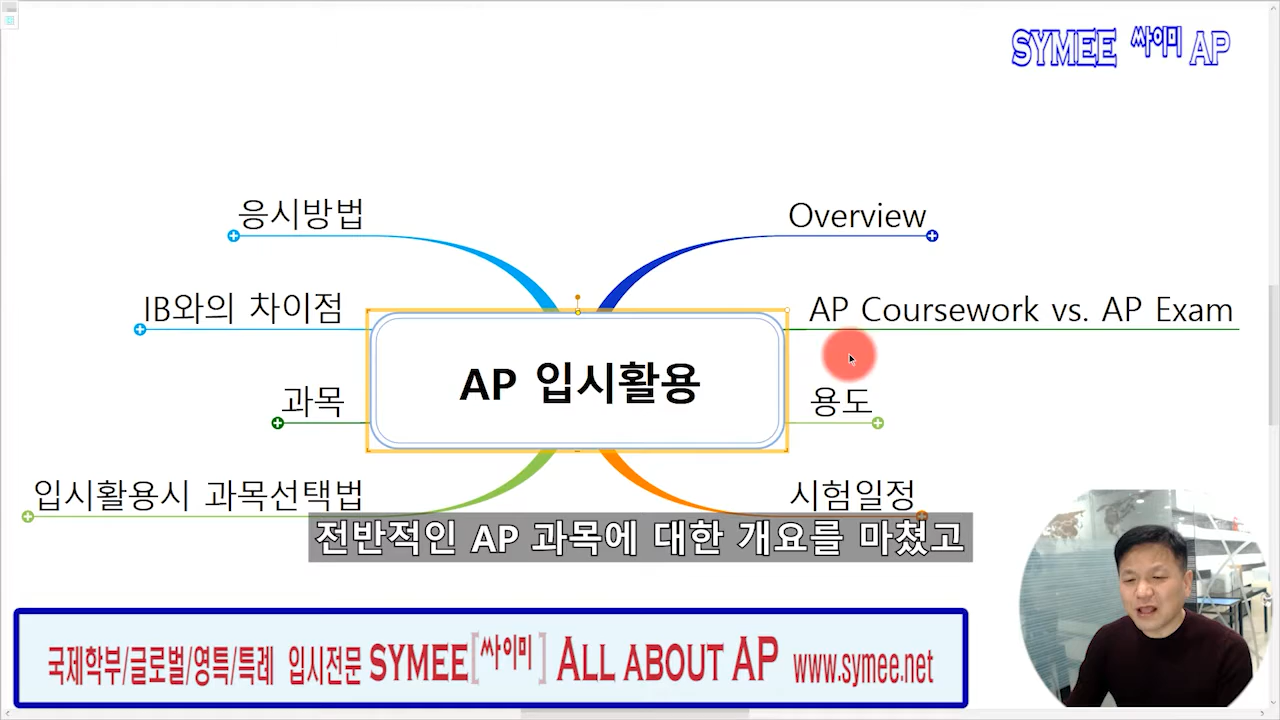 SYMEE 싸이미 AP
응시방법
Overview
IB와의 차이점
AP Coursework vs. AP Exam
AP 입시활용
과목
용도
입시활용시 과목선택법
시험일정
전반적인 AP 과목에 대한 개요를 마쳤고
국제학부/글로벌/영특/특례 입시전문 SYMEE[싸이미] ALL ABOUT AP www.symee.net